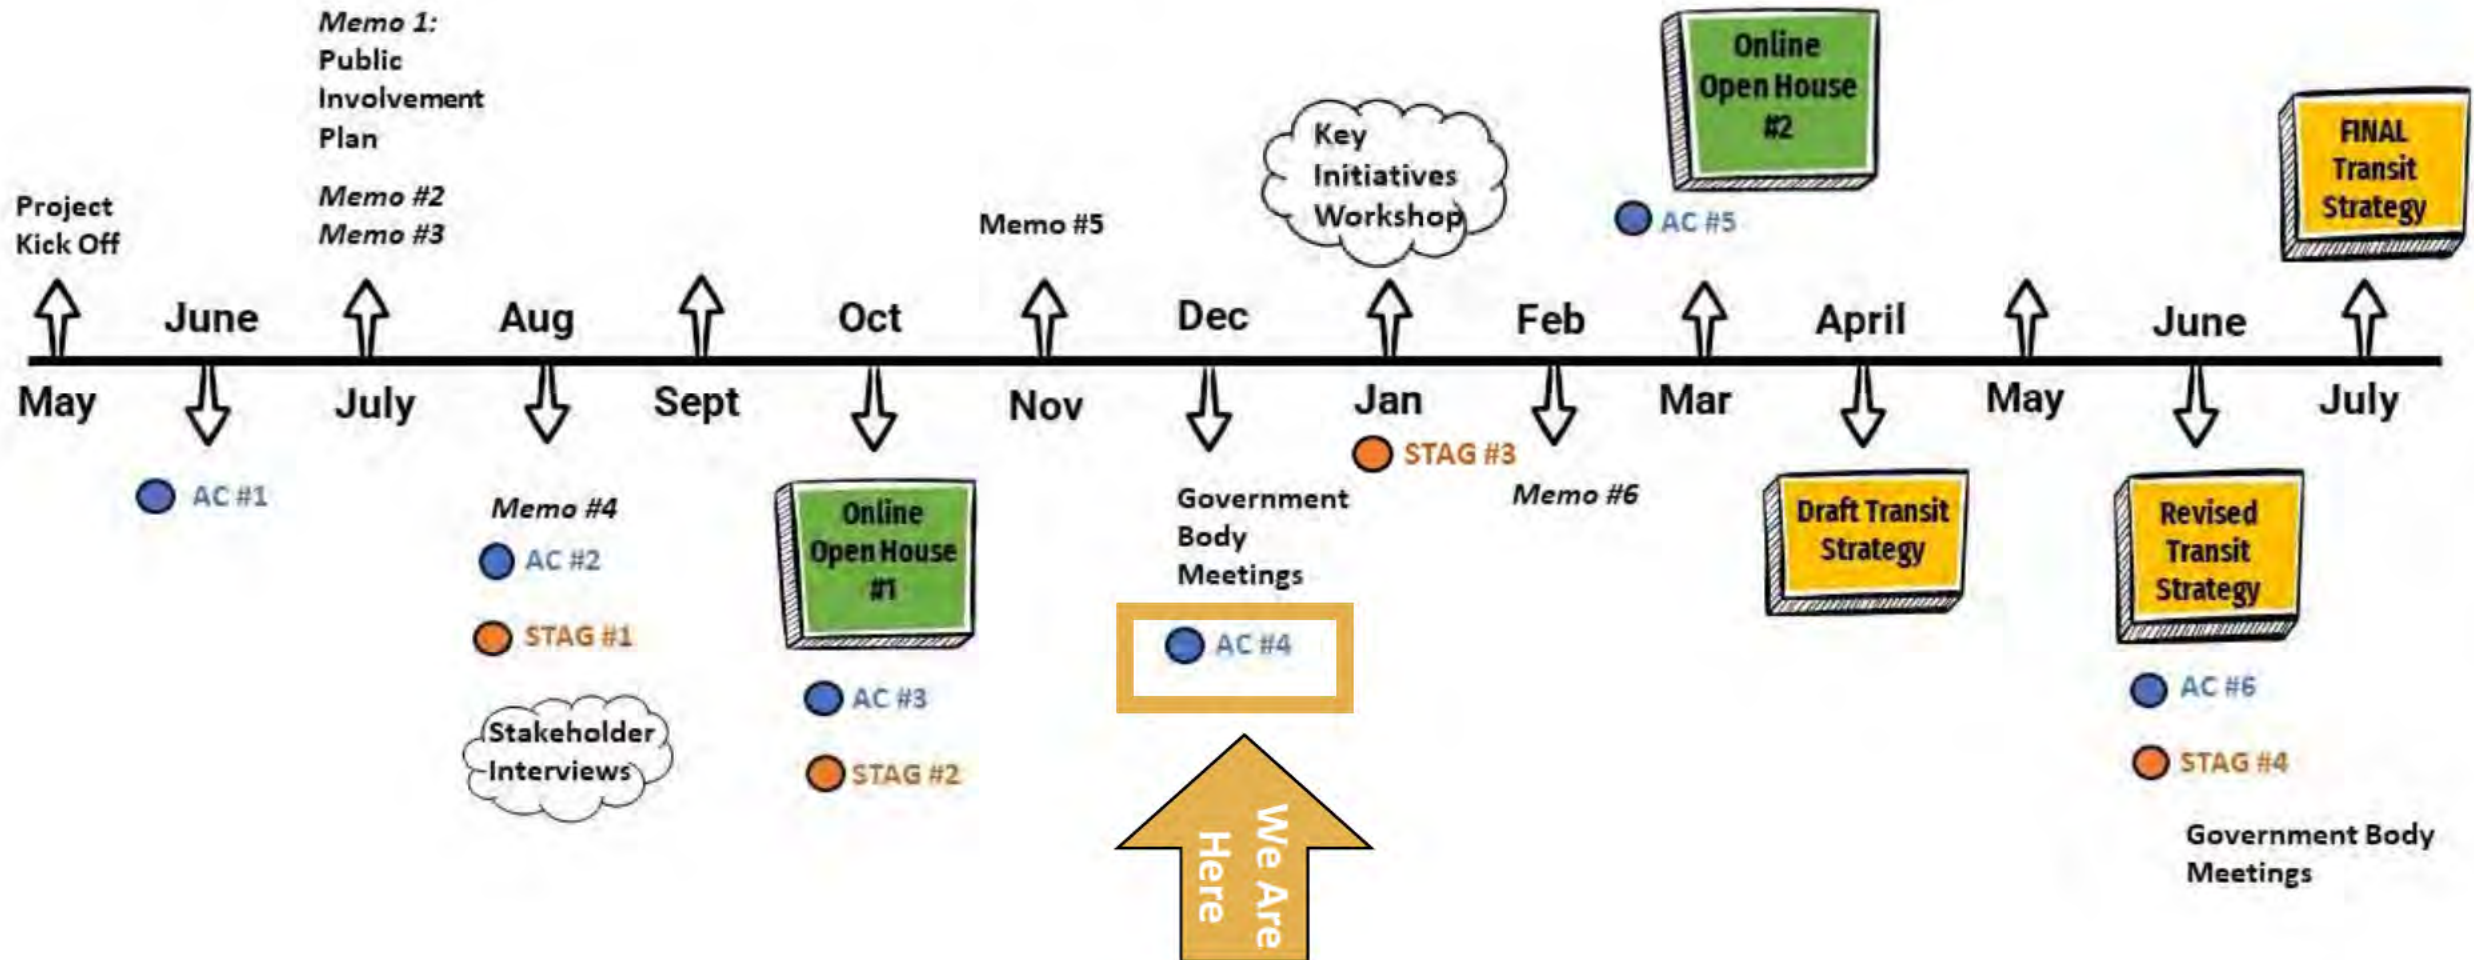 Memo 1:
Public
Involvement
Plan
Memo #2
Memo #3
Project
Kick Off
Memo #5
Key
Initiatives
Workshop
Online
Open House
#2
AC #5
FINAL
Transit
Strategy
June
Aug
Oct
Dec
Feb
April
June
May
July
Sept
Nov
Jan
Mar
May
July
AC #1
Memo #4
AC #2
STAG #1
Stakeholder
Interviews
Online
Open House
#1
AC #3
STAG #2
Government
Body
Meetings
AC #4
We Are
Here
STAG #3
Memo #6
Draft Transit
Strategy
Revised
Transit
Strategy
AC #6
STAG #4
Government Body
Meetings